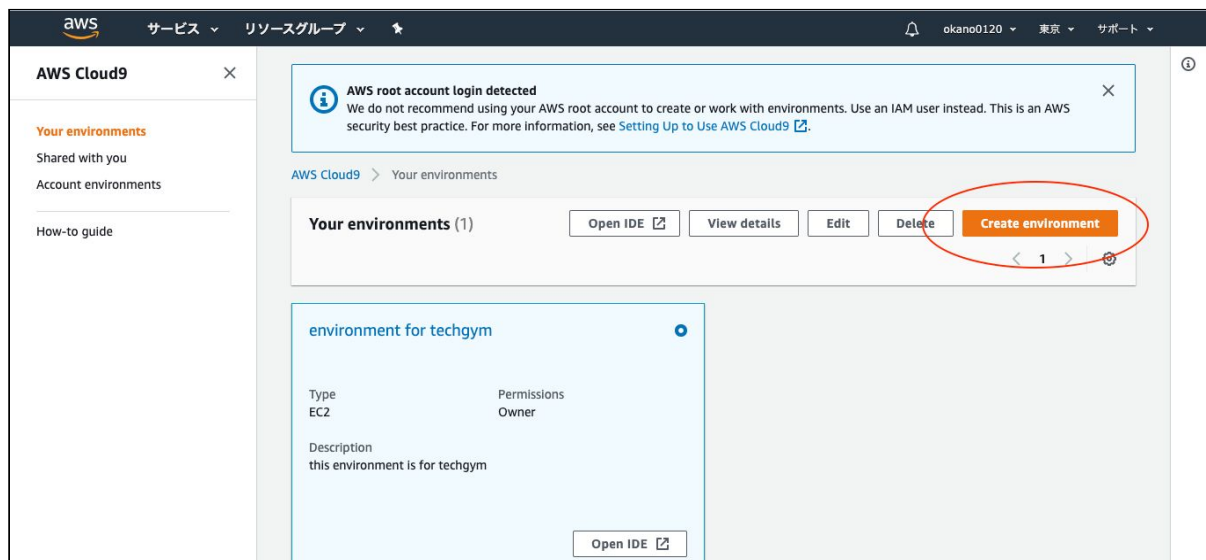 aws サービス リソースグループ okano0120 東京 サポート
AWS Cloud9
Your environments
Shared with you
Account environments
How-to guide
AWS root account login detected
We do not recommend using your AWS root account to create or work with environments. Use an IAM user instead. This is an AWS
security best practice. For more information, see Setting Up to Use AWS Cloud9.
AWS Cloud9 > Your environments
Your environments (1) Open IDE View details Edit Delete Create environment
< 1 >
environment for techgym
Type Permissions
EC2 Owner
Description
this environment is for techgym
Open IDE